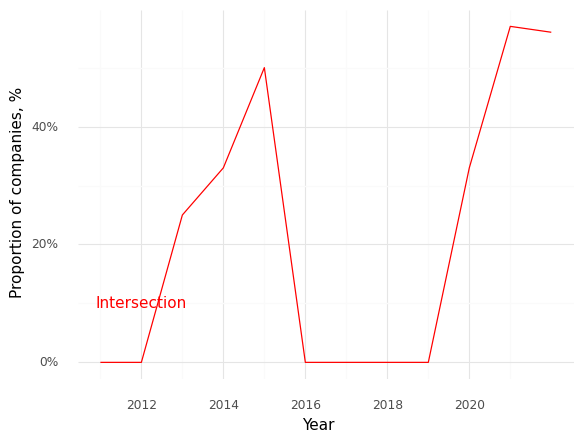 Proportion of companies, %
40%
20%
0%
Intersection
2012 2014 2016 2018 2020
Year